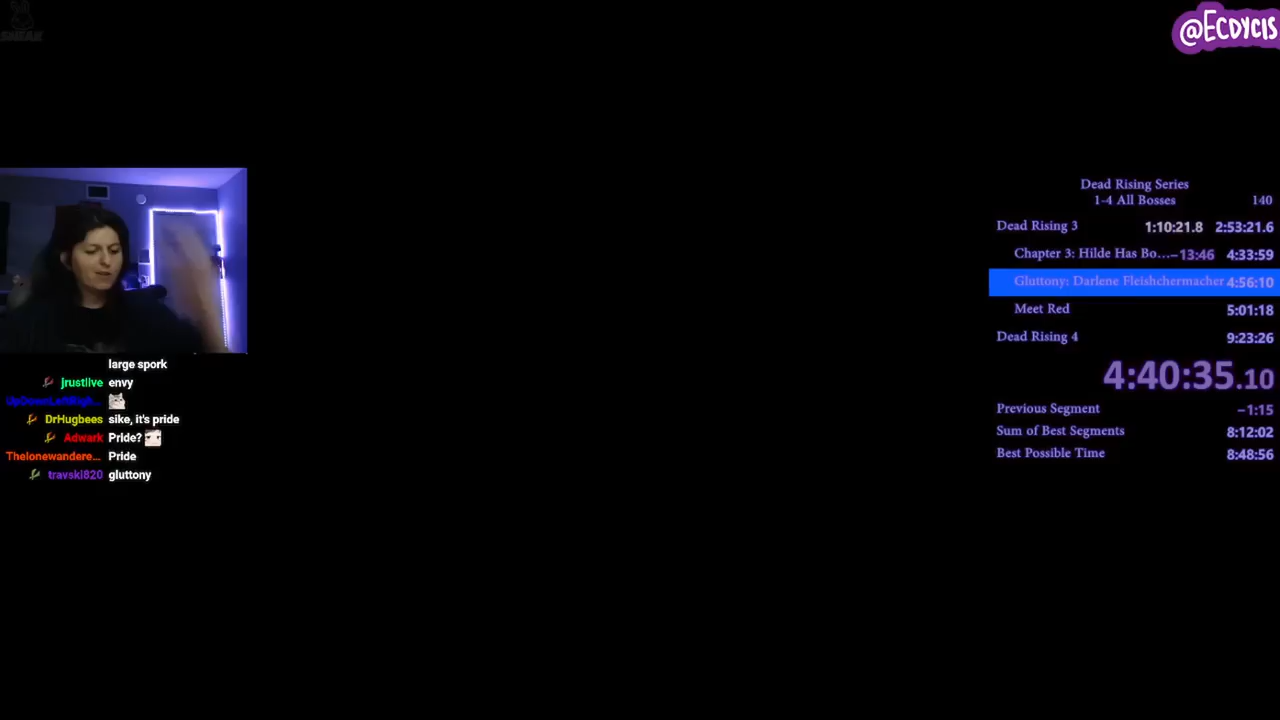 SNEAK
@ECDYCIS
Dead Rising Series
1-4 All Bosses 140
Dead Rising 3 1:10:21.8 2:53:21.6
Chapter 3: Hilde Has Bo... −13:46 4:33:59
Gluttony: Darlene Fleishchermacher 4:56:10
Meet Red 5:01:18
Dead Rising 4 9:23:26
4:40:35.10
Previous Segment −1:15
Sum of Best Segments 8:12:02
Best Possible Time 8:48:56
large spork
jrustlive envy
DrHugbees sike, it's pride
Adwark Pride?
Thelonewandere... Pride
travski820 gluttony